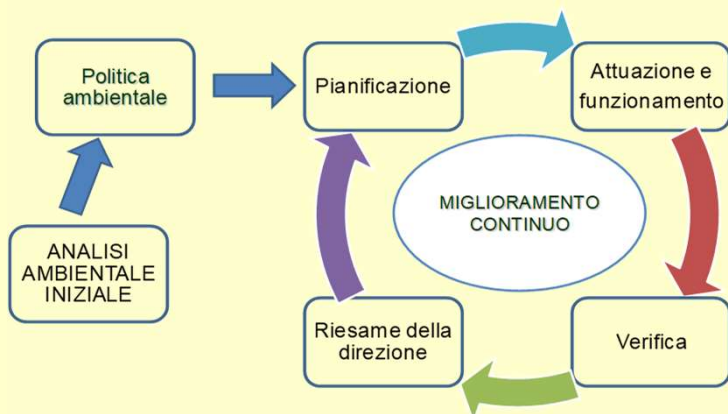 Politica
ambientale
Pianificazione
Attuazione e
funzionamento
MIGLIORAMENTO
CONTINUO
ANALISI
AMBIENTALE
INIZIALE
Riesame della
direzione
Verifica